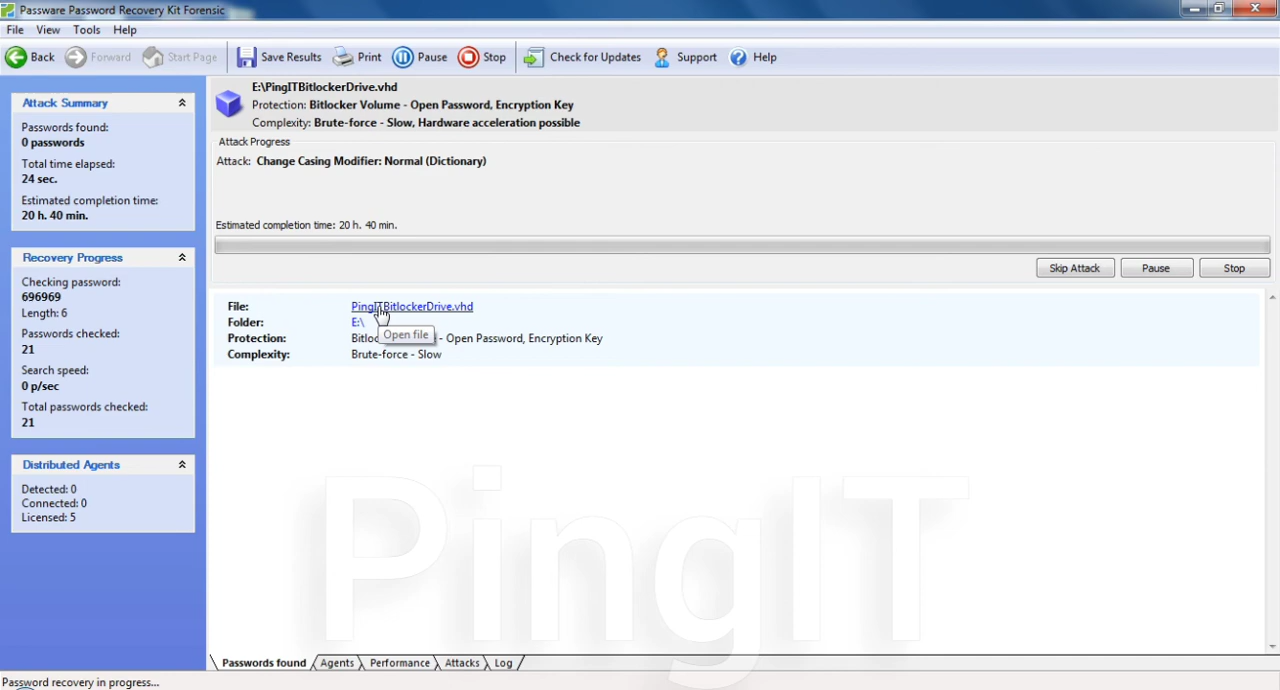 Passware Password Recovery Kit Forensic
File View Tools Help
Back Forward Start Page Save Results Print Pause Stop Check for Updates Support Help
Attack Summary
Passwords found:
0 passwords
Total time elapsed:
24 sec.
Estimated completion time:
20 h. 40 min.
Recovery Progress
Checking password:
696969
Length: 6
Passwords checked:
21
Search speed:
0 p/sec
Total passwords checked:
21
Distributed Agents
Detected: 0
Connected: 0
Licensed: 5
E:\PingITBitlockerDrive.vhd
Protection: Bitlocker Volume - Open Password, Encryption Key
Complexity: Brute-force - Slow, Hardware acceleration possible
Attack Progress
Attack: Change Casing Modifier: Normal (Dictionary)
Estimated completion time: 20 h. 40 min.
Skip Attack Pause Stop
File: PingITBitlockerDrive.vhd
Folder: E:\
Open file
Protection: - Open Password, Encryption Key
Complexity: Brute-force - Slow
PingIT
Passwords found Agents Performance Attacks Log
Password recovery in progress...